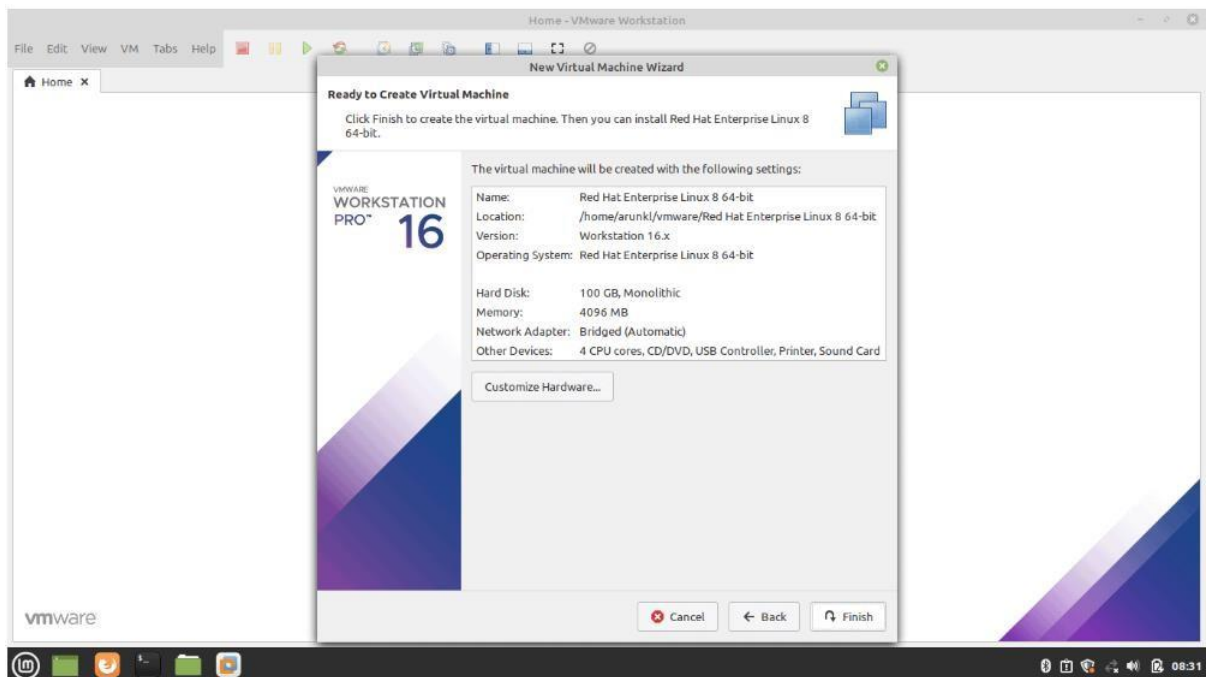 Home - VMware Workstation
File Edit View VM Tabs Help
Home
New Virtual Machine Wizard
Ready to Create Virtual Machine
Click Finish to create the virtual machine. Then you can install Red Hat Enterprise Linux 8
64-bit.
The virtual machine will be created with the following settings:
VMWARE
WORKSTATION
PRO™ 16
Name: Red Hat Enterprise Linux 8 64-bit
Location: /home/arunkl/vmware/Red Hat Enterprise Linux 8 64-bit
Version: Workstation 16.x
Operating System: Red Hat Enterprise Linux 8 64-bit
Hard Disk: 100 GB, Monolithic
Memory: 4096 MB
Network Adapter: Bridged (Automatic)
Other Devices: 4 CPU cores, CD/DVD, USB Controller, Printer, Sound Card
Customize Hardware...
Cancel Back Finish
vmware
08:31